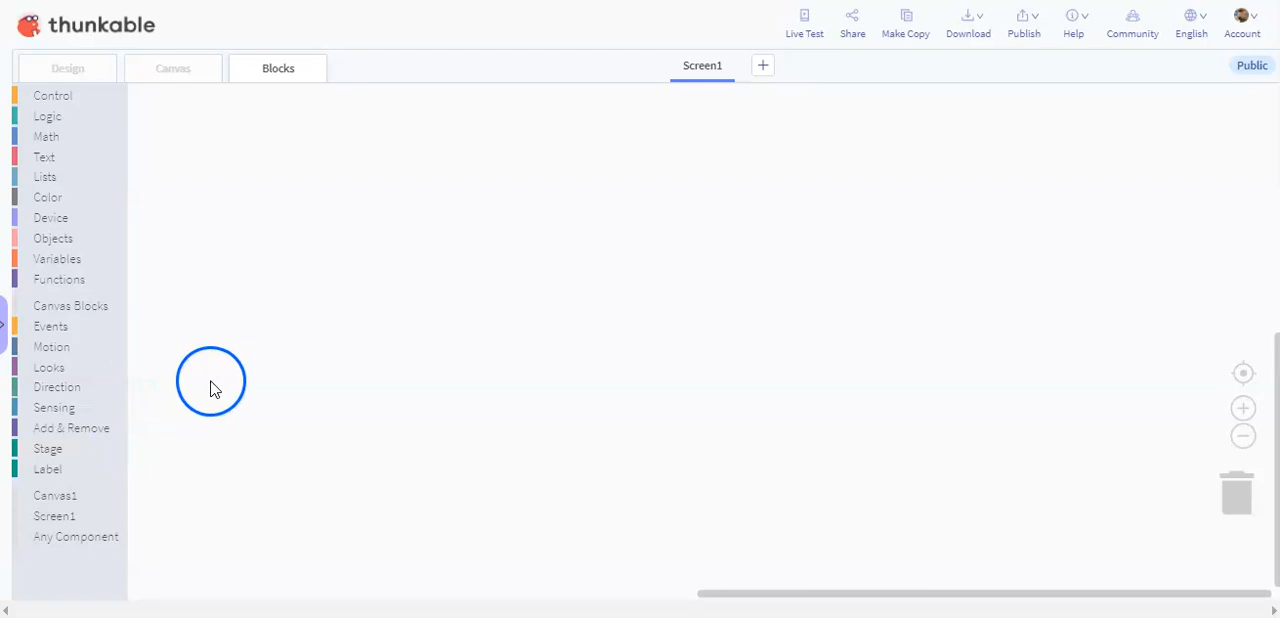 thunkable
Live Test
Share
Make Copy
Download
Publish
Help
Community
English
Account
Design
Canvas
Blocks
Screen1
Public
Control
Logic
Math
Text
Lists
Color
Device
Objects
Variables
Functions
Canvas Blocks
Events
Motion
Looks
Direction
Sensing
Add & Remove
Stage
Label
Canvas1
Screen1
Any Component